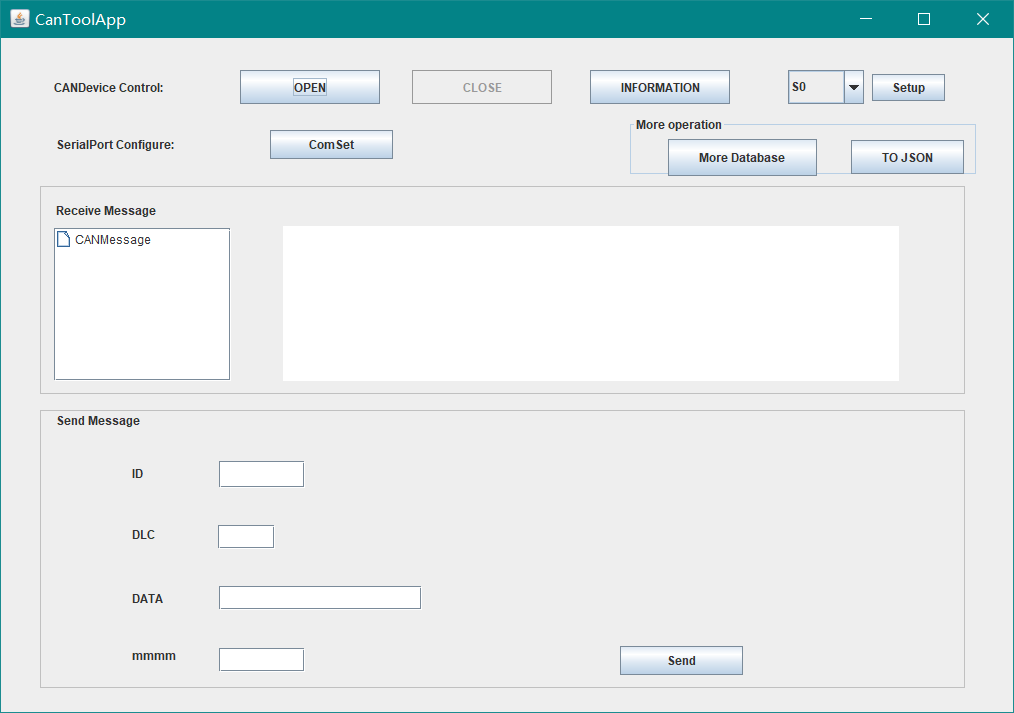 CanToolApp
CANDevice Control:
OPEN
CLOSE
INFORMATION
S0
Setup
SerialPort Configure:
ComSet
More operation
More Database
TO JSON
Receive Message
CANMessage
Send Message
ID
DLC
DATA
mmmm
Send